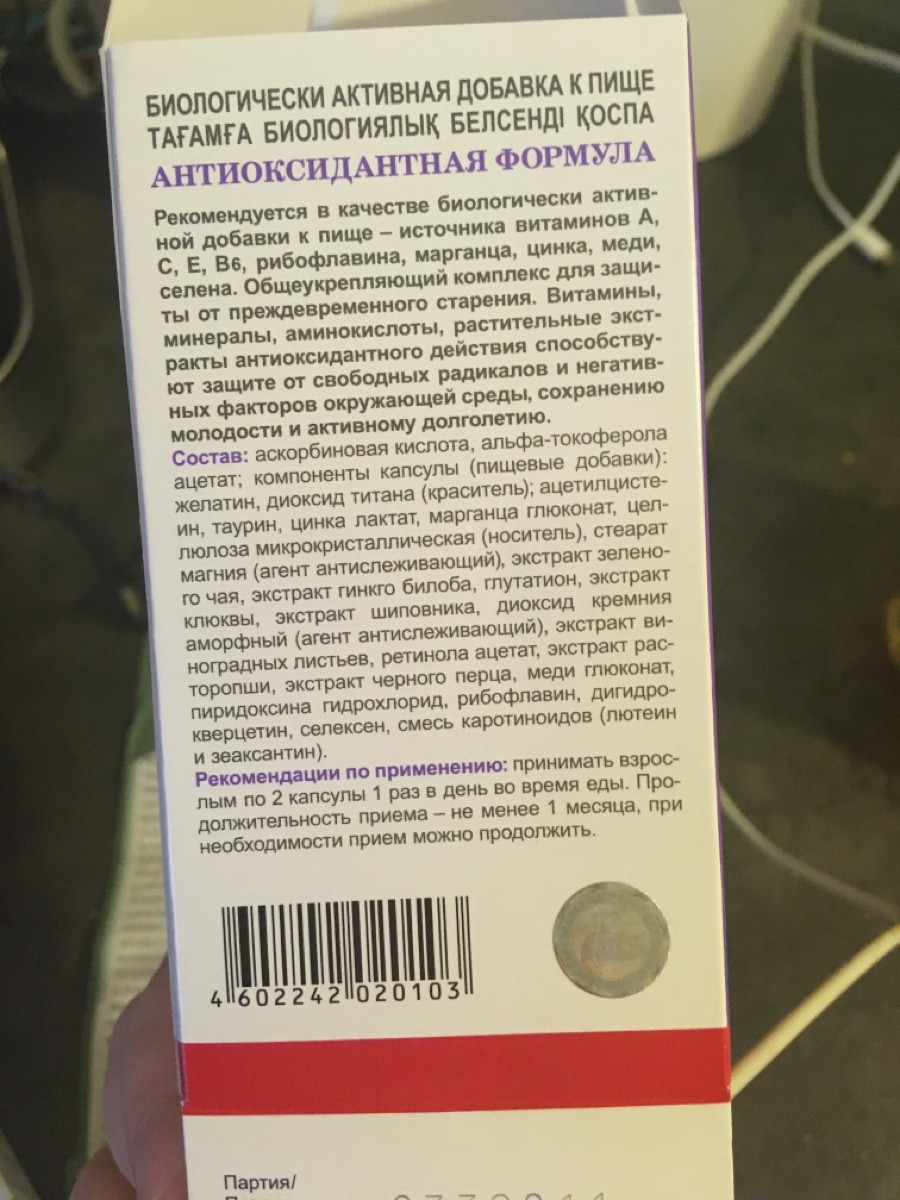 БИОЛОГИЧЕСКИ АКТИВНАЯ ДОБАВКА К ПИЩЕ
ТАҒАМҒА БИОЛОГИЯЛЫҚ БЕЛСЕНДІ ҚОСПА
АНТИОКСИДАНТНАЯ ФОРМУЛА
Рекомендуется в качестве биологически актив-
ной добавки к пище – источника витаминов А,
С, Е, В6, рибофлавина, марганца, цинка, меди,
селена. Общеукрепляющий комплекс для защи-
ты от преждевременного старения. Витамины,
минералы, аминокислоты, растительные экст-
ракты антиоксидантного действия способству-
ют защите от свободных радикалов и негатив-
ных факторов окружающей среды, сохранению
молодости и активному долголетию.
Состав: аскорбиновая кислота, альфа-токоферола
ацетат; компоненты капсулы (пищевые добавки):
желатин, диоксид титана (краситель); ацетилцисте-
ин, таурин, цинка лактат, марганца глюконат, цел-
люлоза микрокристаллическая (носитель), стеарат
магния (агент антислеживающий), экстракт зелено-
го чая, экстракт гинкго билоба, глутатион, экстракт
клюквы, экстракт шиповника, диоксид кремния
аморфный (агент антислеживающий), экстракт ви-
ноградных листьев, ретинола ацетат, экстракт рас-
торопши, экстракт черного перца, меди глюконат,
пиридоксина гидрохлорид, рибофлавин, дигидро-
кверцетин, селексен, смесь каротиноидов (лютеин
и зеаксантин).
Рекомендации по применению: принимать взрос-
лым по 2 капсулы 1 раз в день во время еды. Про-
должительность приема – не менее 1 месяца, при
необходимости прием можно продолжить.
4 602242 020103
Партия/